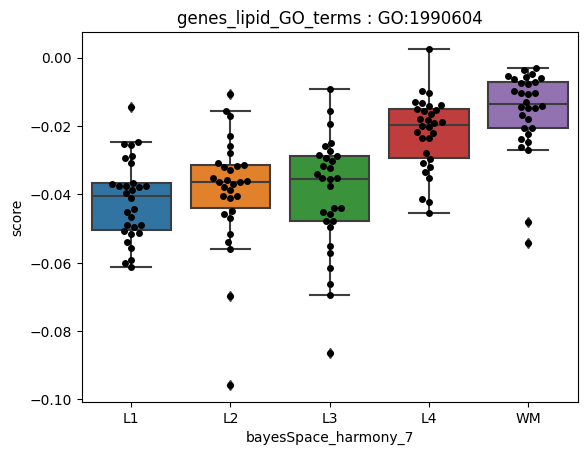 genes_lipid_GO_terms : GO:1990604
0.00
−0.02
−0.04
−0.06
−0.08
−0.10
score
L1 L2 L3 L4 WM
bayesSpace_harmony_7